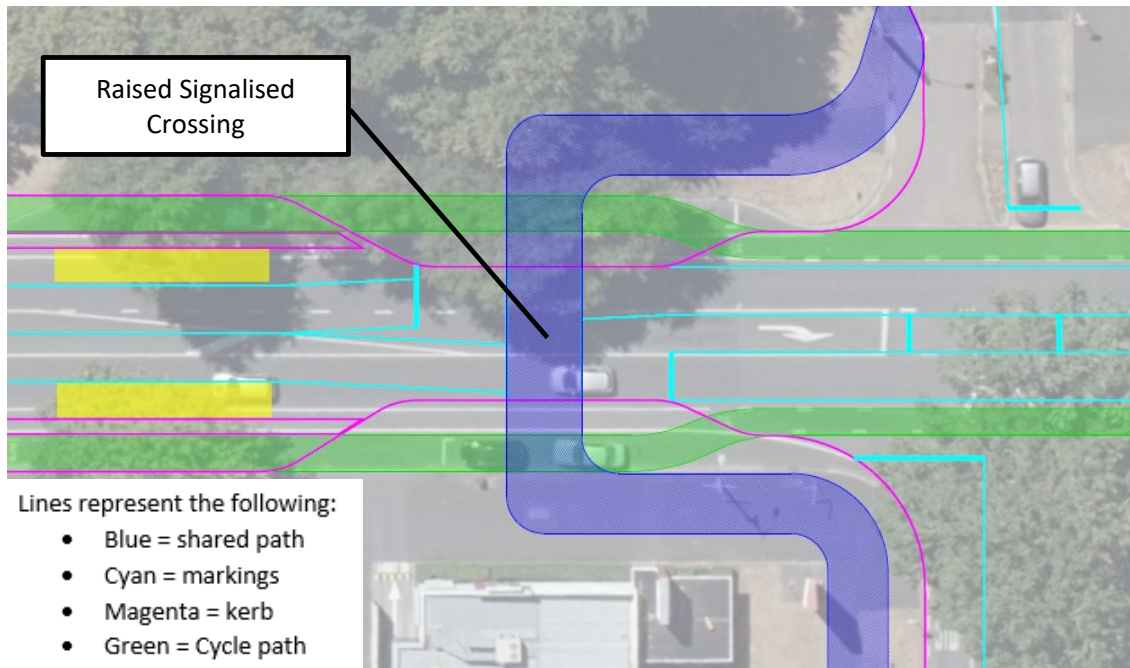 Raised Signalised
Crossing
Lines represent the following:
• Blue = shared path
• Cyan = markings
• Magenta = kerb
• Green = Cycle path